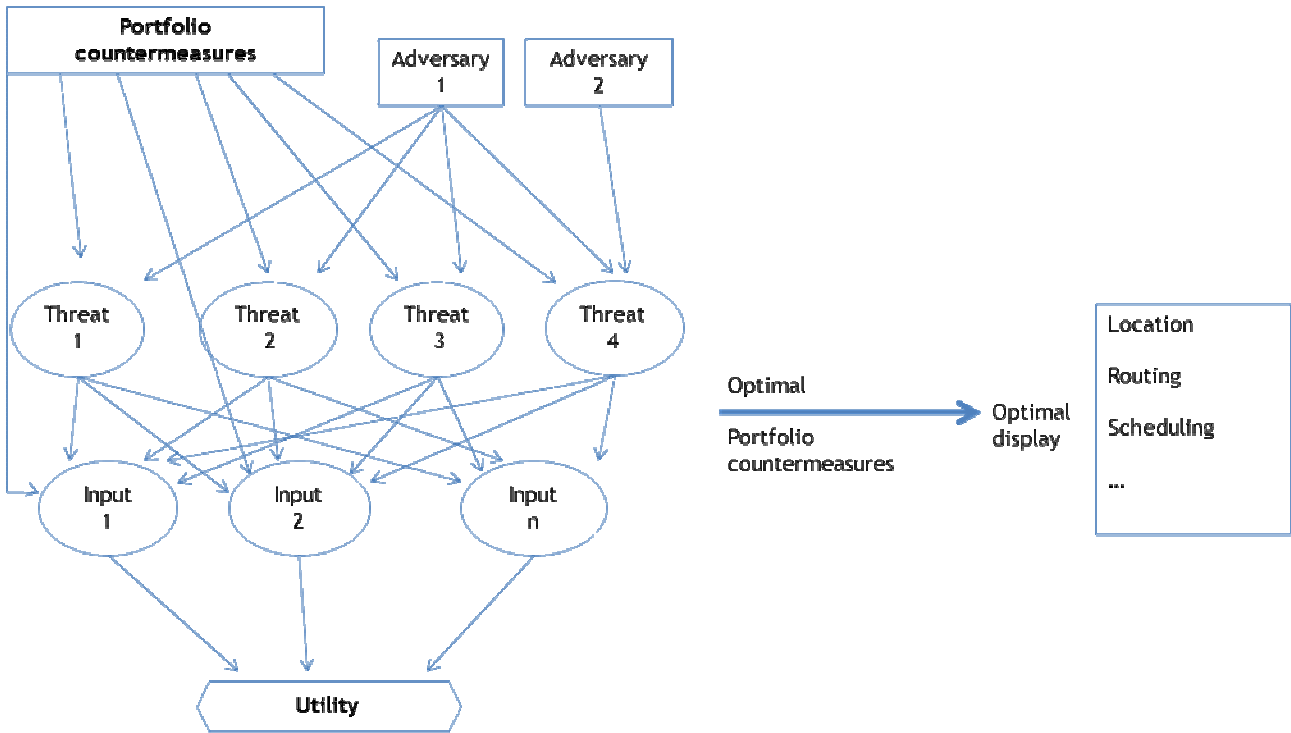 Portfolio
countermeasures
Adversary
1
Adversary
2
Threat
1
Threat
2
Threat
3
Threat
4
Input
1
Input
2
Input
n
Utility
Optimal
Portfolio
countermeasures
Optimal
display
Location
Routing
Scheduling
...